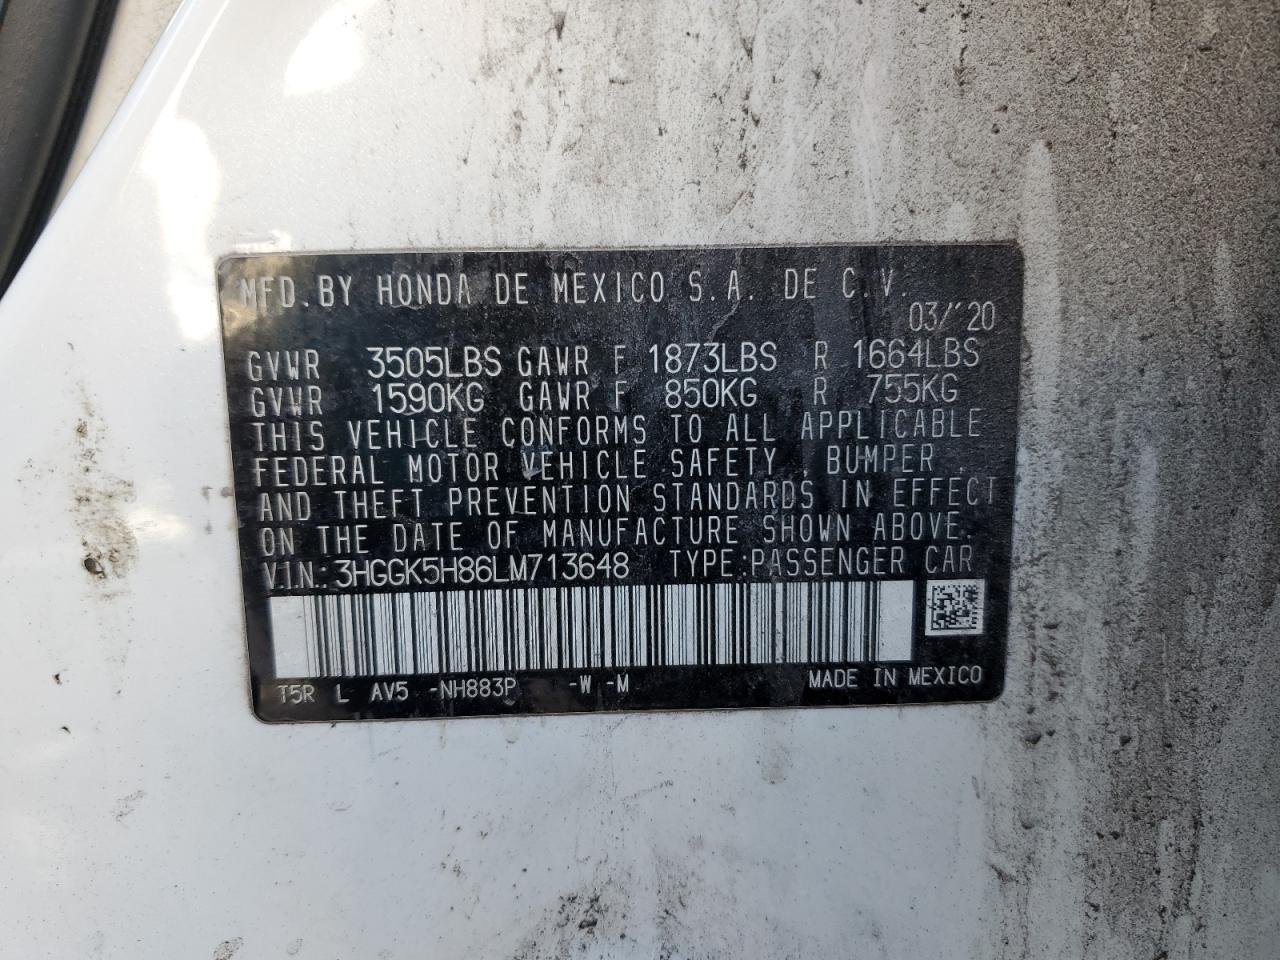 MFD. BY HONDA DE MEXICO S.A. DE C.V.
03/'20
GVWR 3505LBS GAWR F 1873LBS R 1664LBS
GVWR 1590KG GAWR F 850KG R 755KG
THIS VEHICLE CONFORMS TO ALL APPLICABLE
FEDERAL MOTOR VEHICLE SAFETY, BUMPER,
AND THEFT PREVENTION STANDARDS IN EFFECT
ON THE DATE OF MANUFACTURE SHOWN ABOVE.
V.I.N.: 3HGGK5H86LM713648 TYPE:PASSENGER CAR
T5R L AV5 -NH883P -W -M MADE IN MEXICO